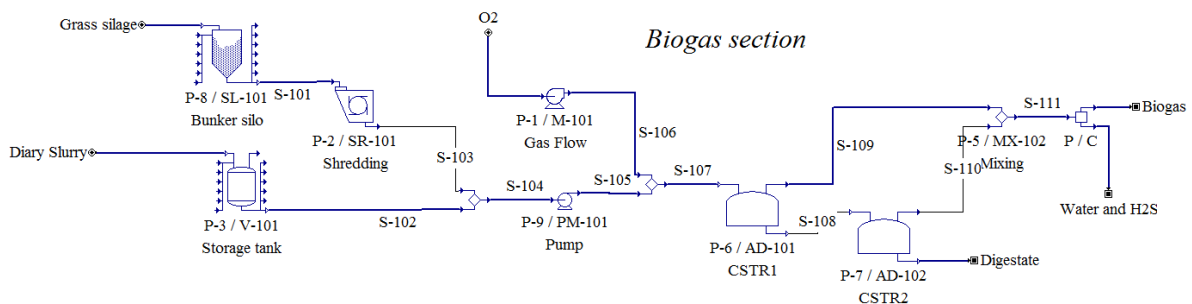 Biogas section
Grass silage
O2
P-8 / SL-101
Bunker silo
S-101
P-2 / SR-101
Shredding
S-103
P-1 / M-101
Gas Flow
S-106
Diary Slurry
P-3 / V-101
Storage tank
S-102
S-104
P-9 / PM-101
Pump
S-105
S-107
P-6 / AD-101
CSTR1
S-108
S-109
P-7 / AD-102
CSTR2
S-110
P-5 / MX-102
Mixing
S-111
P / C
Biogas
Water and H2S
Digestate